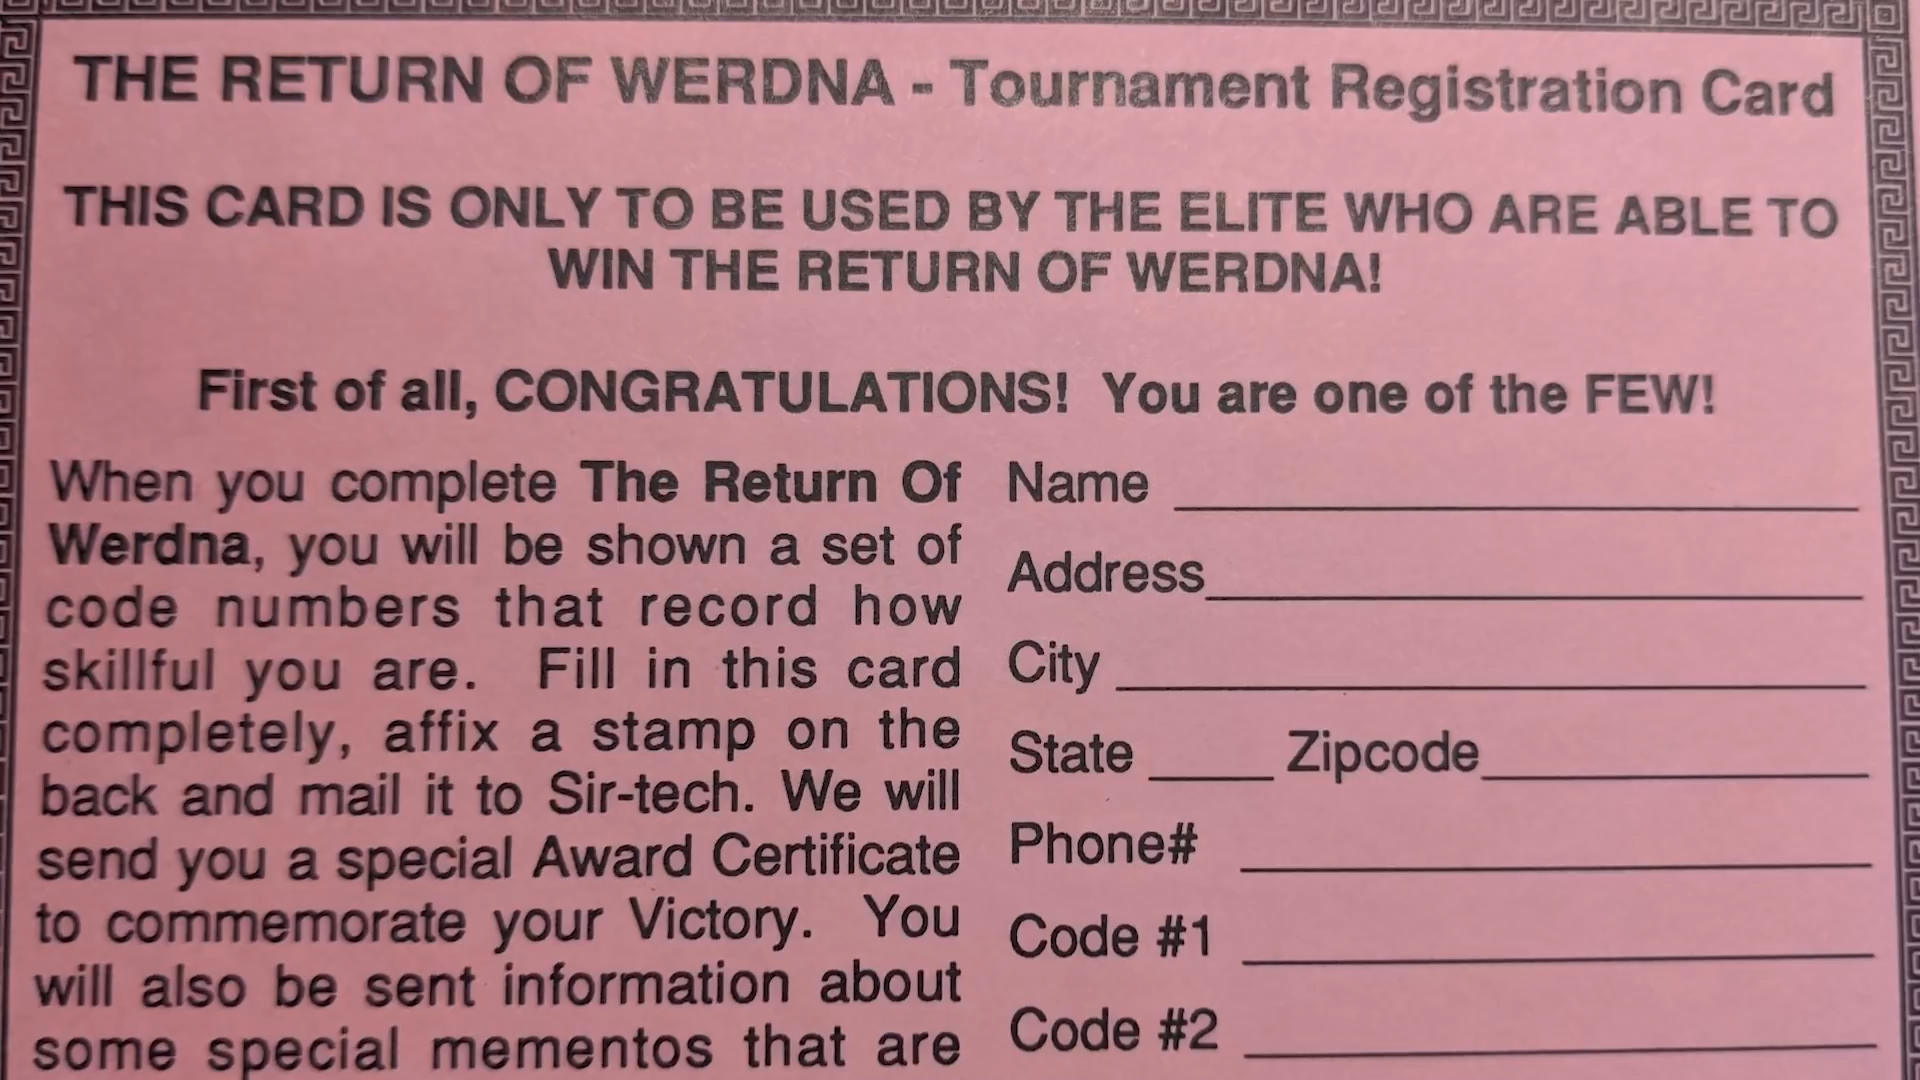 THE RETURN OF WERDNA - Tournament Registration Card
THIS CARD IS ONLY TO BE USED BY THE ELITE WHO ARE ABLE TO
WIN THE RETURN OF WERDNA!
First of all, CONGRATULATIONS! You are one of the FEW!
When you complete The Return Of
Werdna, you will be shown a set of
code numbers that record how
skillful you are. Fill in this card
completely, affix a stamp on the
back and mail it to Sir-tech. We will
send you a special Award Certificate
to commemorate your Victory. You
will also be sent information about
some special mementos that are
Name
Address
City
State Zipcode
Phone#
Code #1
Code #2